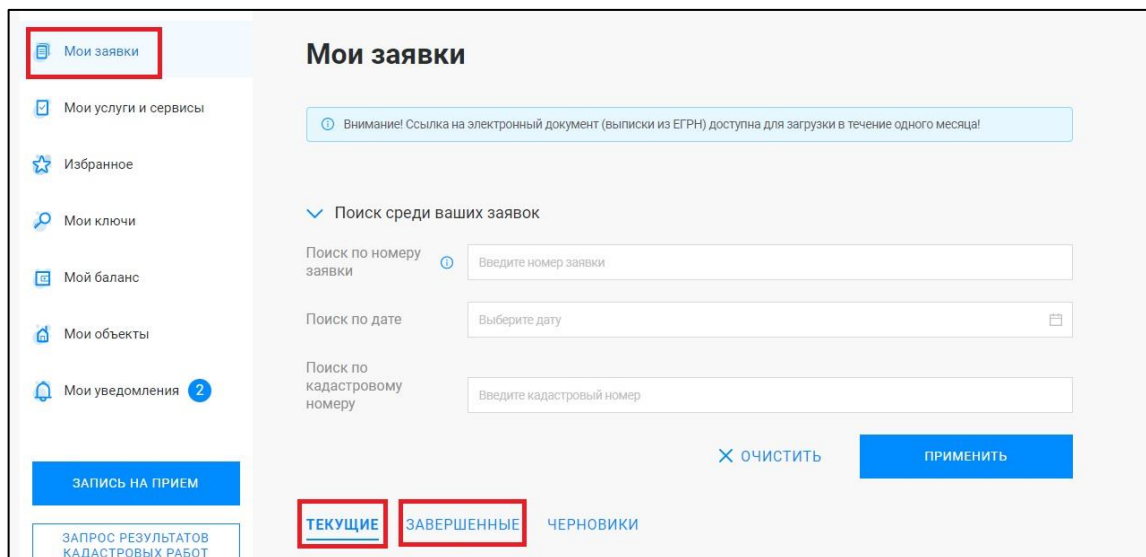 Мои заявки
Мои услуги и сервисы
Избранное
Мои ключи
Мой баланс
Мои объекты
Мои уведомления 2
ЗАПИСЬ НА ПРИЕМ
ЗАПРОС РЕЗУЛЬТАТОВ
КАДАСТРОВЫХ РАБОТ
Мои заявки
Внимание! Ссылка на электронный документ (выписки из ЕГРН) доступна для загрузки в течение одного месяца!
Поиск среди ваших заявок
Поиск по номеру
заявки
Введите номер заявки
Поиск по дате
Выберите дату
Поиск по
кадастровому
номеру
Введите кадастровый номер
ОЧИСТИТЬ
ПРИМЕНИТЬ
ТЕКУЩИЕ ЗАВЕРШЕННЫЕ ЧЕРНОВИКИ